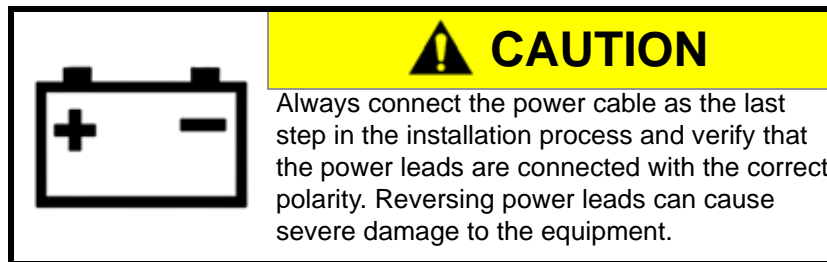 CAUTION
Always connect the power cable as the last
step in the installation process and verify that
the power leads are connected with the correct
polarity. Reversing power leads can cause
severe damage to the equipment.